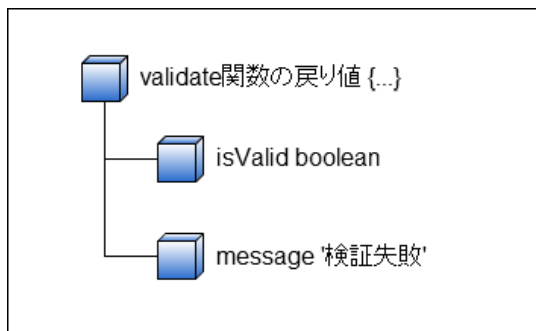 validate関数の戻り値 {...}
isValid boolean
message '検証失敗'